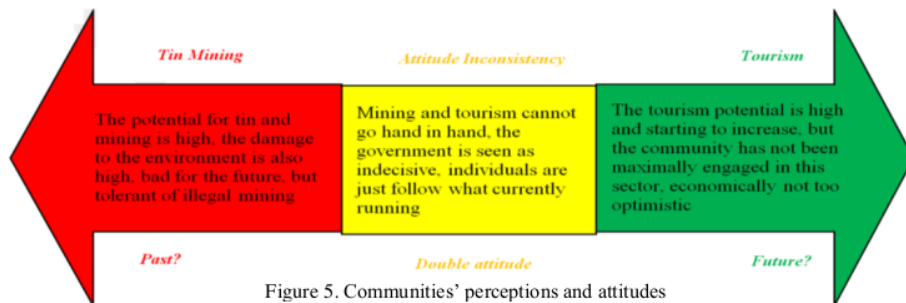 Tin Mining
Attitude Inconsistency
Tourism
The potential for tin and
mining is high, the damage
to the environment is also
high, bad for the future, but
tolerant of illegal mining
Mining and tourism cannot
go hand in hand, the
government is seen as
indecisive, individuals are
just follow what currently
running
The tourism potential is high
and starting to increase, but
the community has not been
maximally engaged in this
sector, economically not too
optimistic
Past?
Double attitude
Future?
Figure 5. Communities’ perceptions and attitudes